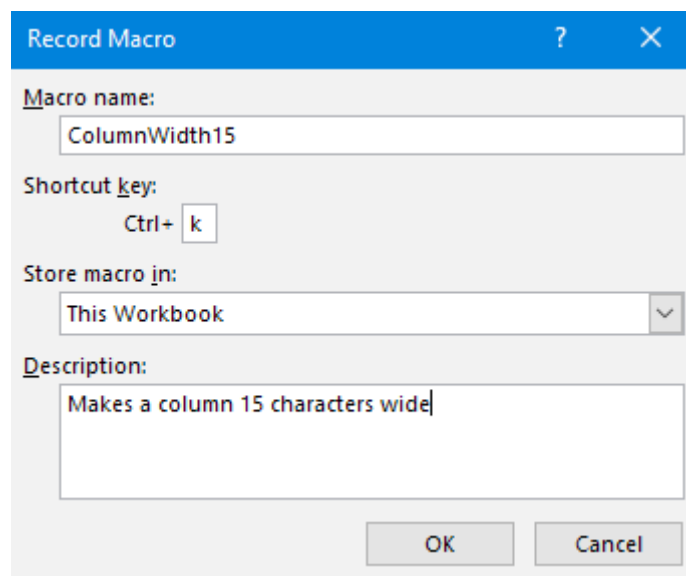 Record Macro ?
Macro name:
ColumnWidth15
Shortcut key:
Ctrl+ k
Store macro in:
This Workbook
Description:
Makes a column 15 characters wide
OK Cancel